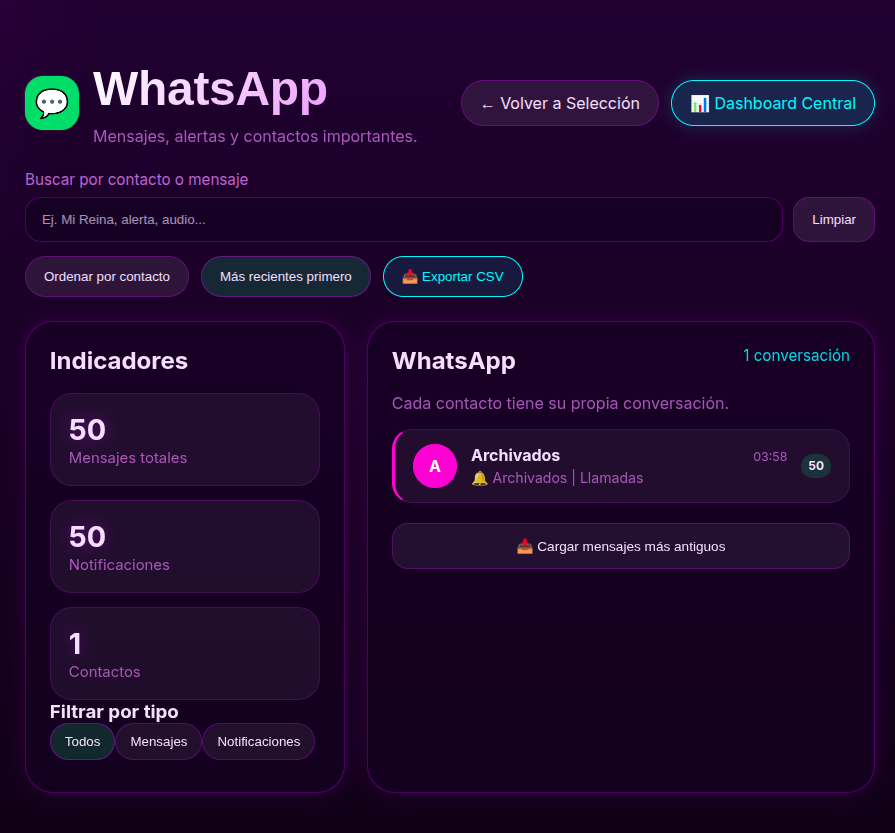 WhatsApp
Mensajes, alertas y contactos importantes.
← Volver a Selección
📊 Dashboard Central
Buscar por contacto o mensaje
Ej. Mi Reina, alerta, audio...
Limpiar
Ordenar por contacto
Más recientes primero
📥 Exportar CSV
Indicadores
50
Mensajes totales
50
Notificaciones
1
Contactos
Filtrar por tipo
Todos
Mensajes
Notificaciones
WhatsApp
1 conversación
Cada contacto tiene su propia conversación.
A
Archivados
03:58
50
🔔 Archivados | Llamadas
📥 Cargar mensajes más antiguos